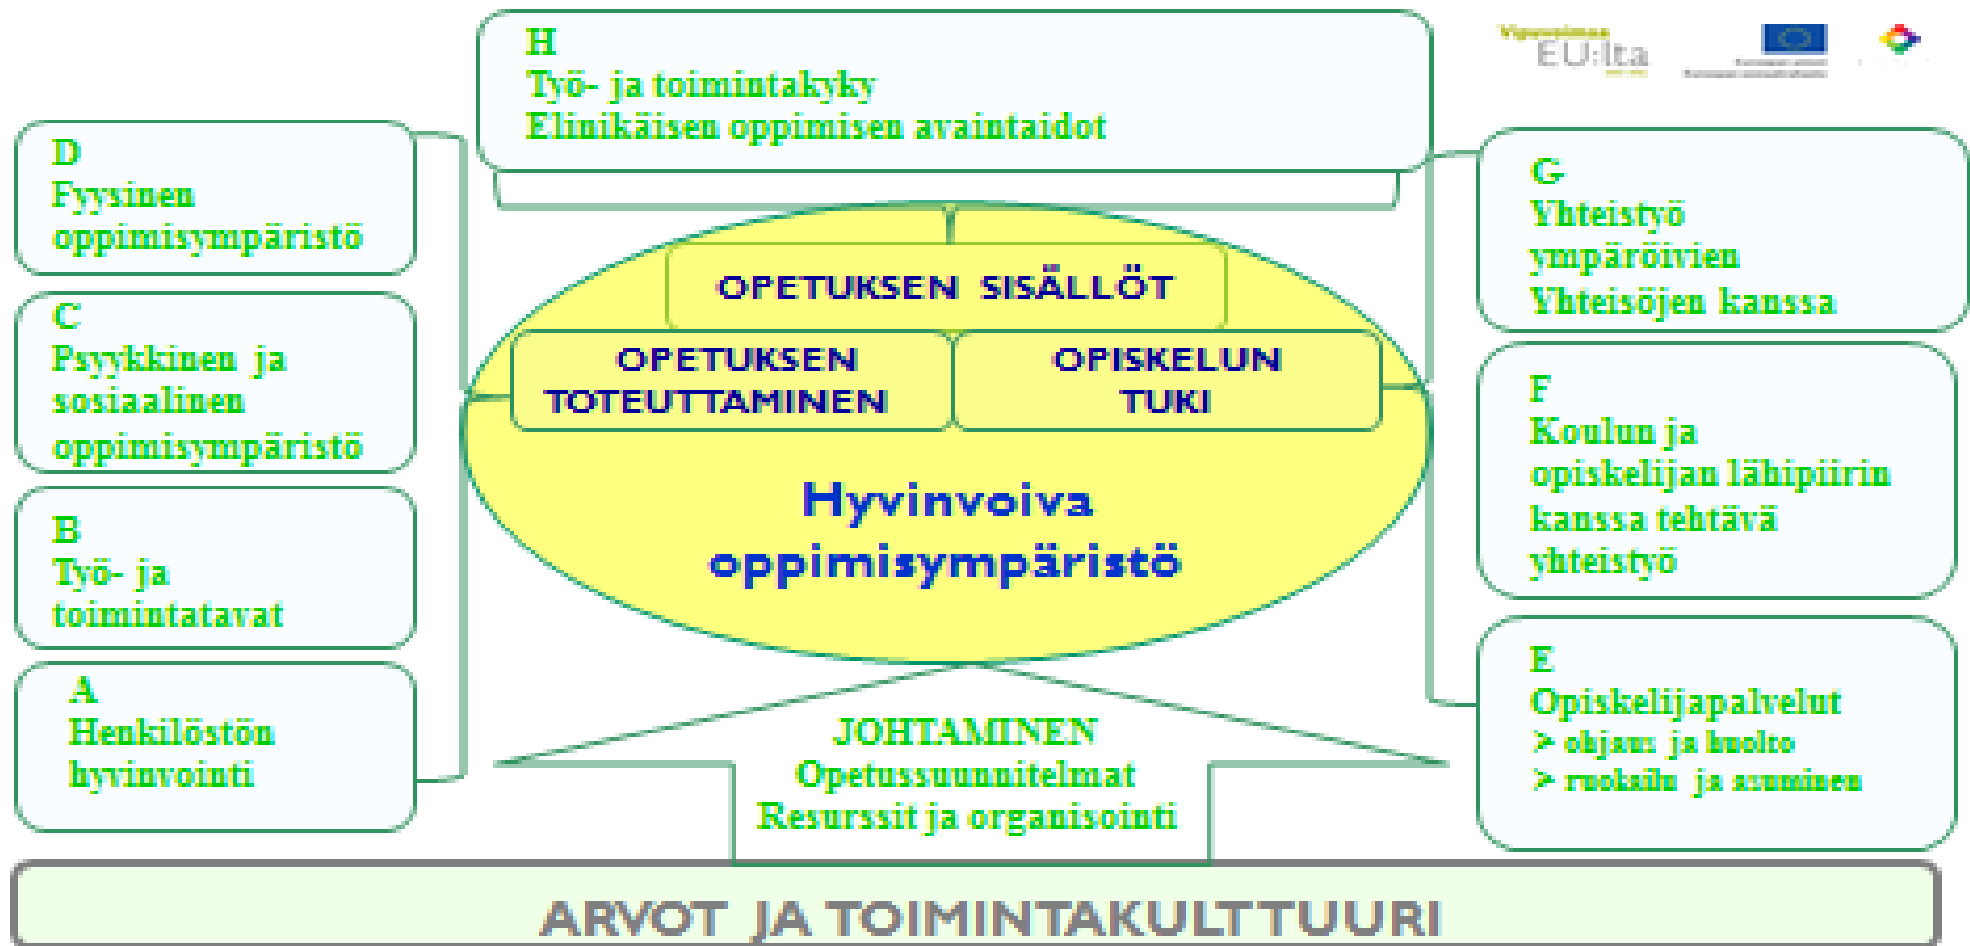 H
Työ- ja toimintakyky
Elinikäisen oppimisen avaintaidot
Vipuvoimaa
EU:lta
D
Fyysinen
oppimisympäristö
C
Psyykkinen ja
sosiaalinen
oppimisympäristö
B
Työ- ja
toimintatavat
A
Henkilöstön
hyvinvointi
OPETUKSEN SISÄLLÖT
OPETUKSEN
TOTEUTTAMINEN
OPISKELUN
TUKI
Hyvinvoiva
oppimisympäristö
JOHTAMINEN
Opetussuunnitelmat
Resurssit ja organisointi
G
Yhteistyö
ympäröivien
Yhteisöjen kanssa
F
Koulun ja
opiskelijan lähipiirin
kanssa tehtävä
yhteistyö
E
Opiskelijapalvelut
➢ ohjaus ja huolto
➢ ruokailu ja asuminen
ARVOT JA TOIMINTAKULTTUURI